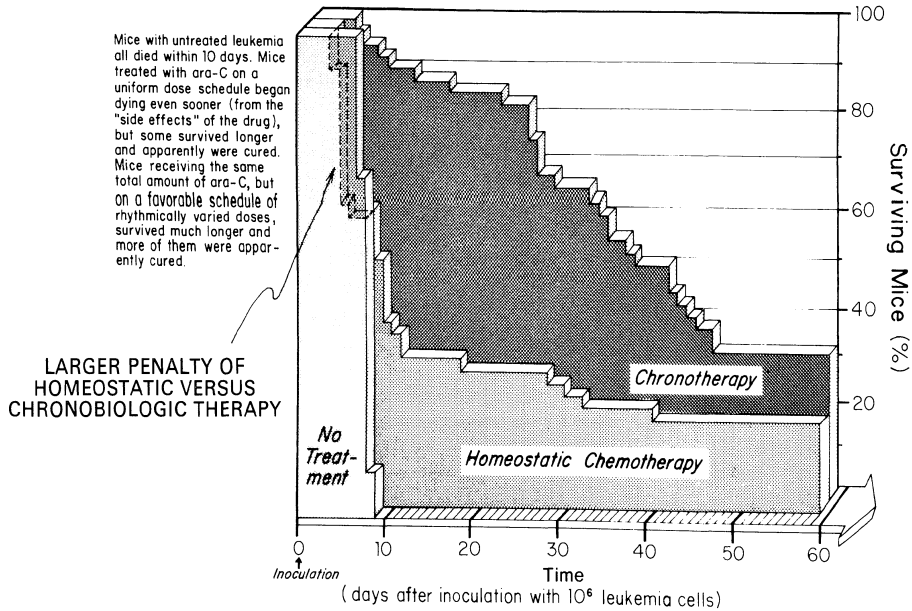 Mice with untreated leukemia
all died within 10 days. Mice
treated with ara-C on a
uniform dose schedule began
dying even sooner (from the
"side effects" of the drug),
but some survived longer
and apparently were cured.
Mice receiving the same
total amount of ara-C, but
on a favorable schedule of
rhythmically varied doses,
survived much longer and
more of them were appar-
ently cured.
LARGER PENALTY OF
HOMEOSTATIC VERSUS
CHRONOBIOLOGIC THERAPY
No
Treat-
ment
Homeostatic Chemotherapy
Chronotherapy
100
80
60
40
20
Surviving Mice (%)
0
10
20
30
40
50
60
Inoculation
Time
(days after inoculation with 10⁶ leukemia cells)